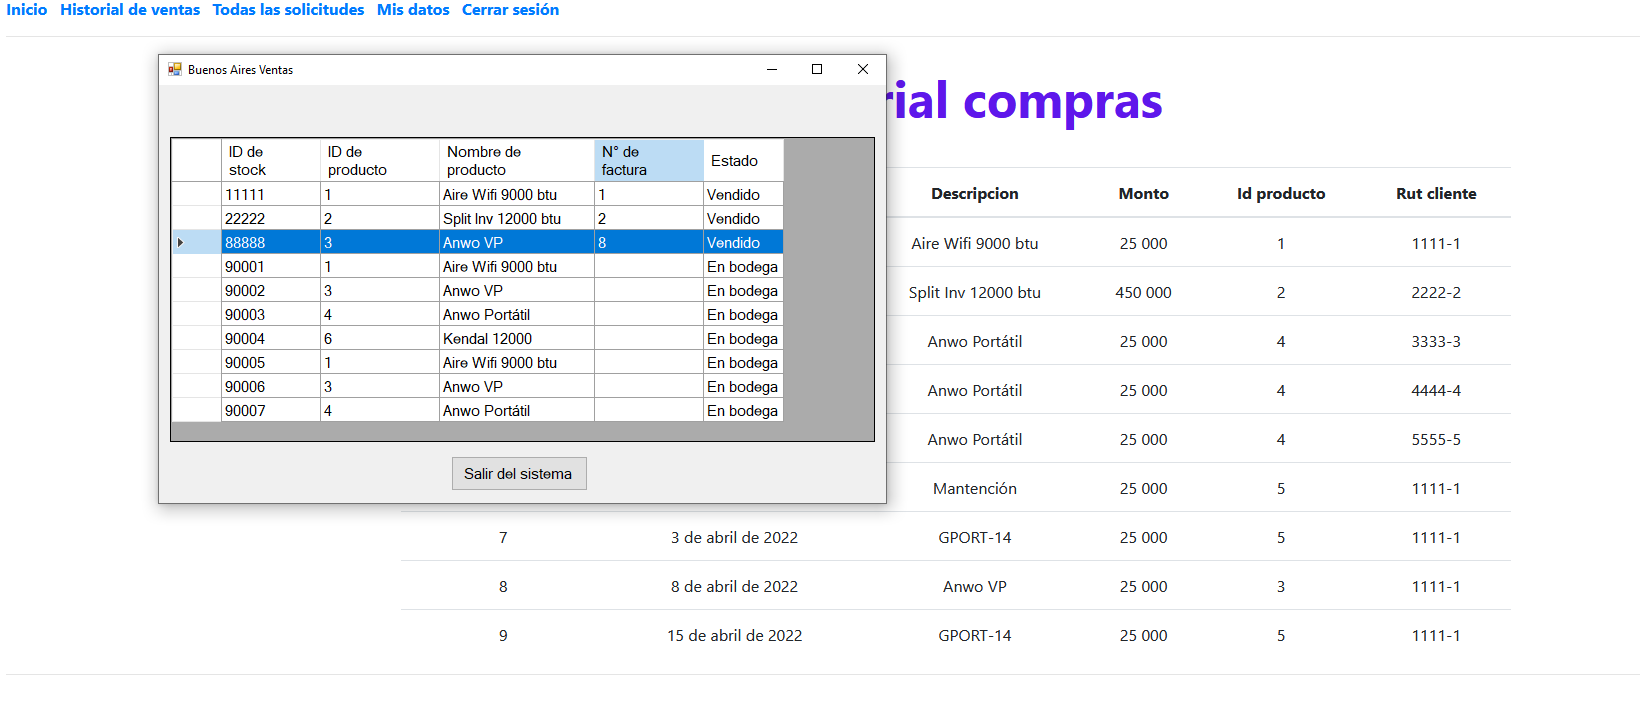 Inicio Historial de ventas Todas las solicitudes Mis datos Cerrar sesión
Buenos Aires Ventas
rial compras
ID de stock ID de producto Nombre de producto N° de factura Estado
11111 1 Aire Wifi 9000 btu 1 Vendido
22222 2 Split Inv 12000 btu 2 Vendido
88888 3 Anwo VP 8 Vendido
90001 1 Aire Wifi 9000 btu En bodega
90002 3 Anwo VP En bodega
90003 4 Anwo Portátil En bodega
90004 6 Kendal 12000 En bodega
90005 1 Aire Wifi 9000 btu En bodega
90006 3 Anwo VP En bodega
90007 4 Anwo Portátil En bodega
Salir del sistema
Descripcion Monto Id producto Rut cliente
Aire Wifi 9000 btu 25 000 1 1111-1
Split Inv 12000 btu 450 000 2 2222-2
Anwo Portátil 25 000 4 3333-3
Anwo Portátil 25 000 4 4444-4
Anwo Portátil 25 000 4 5555-5
Mantención 25 000 5 1111-1
7 3 de abril de 2022 GPORT-14 25 000 5 1111-1
8 8 de abril de 2022 Anwo VP 25 000 3 1111-1
9 15 de abril de 2022 GPORT-14 25 000 5 1111-1